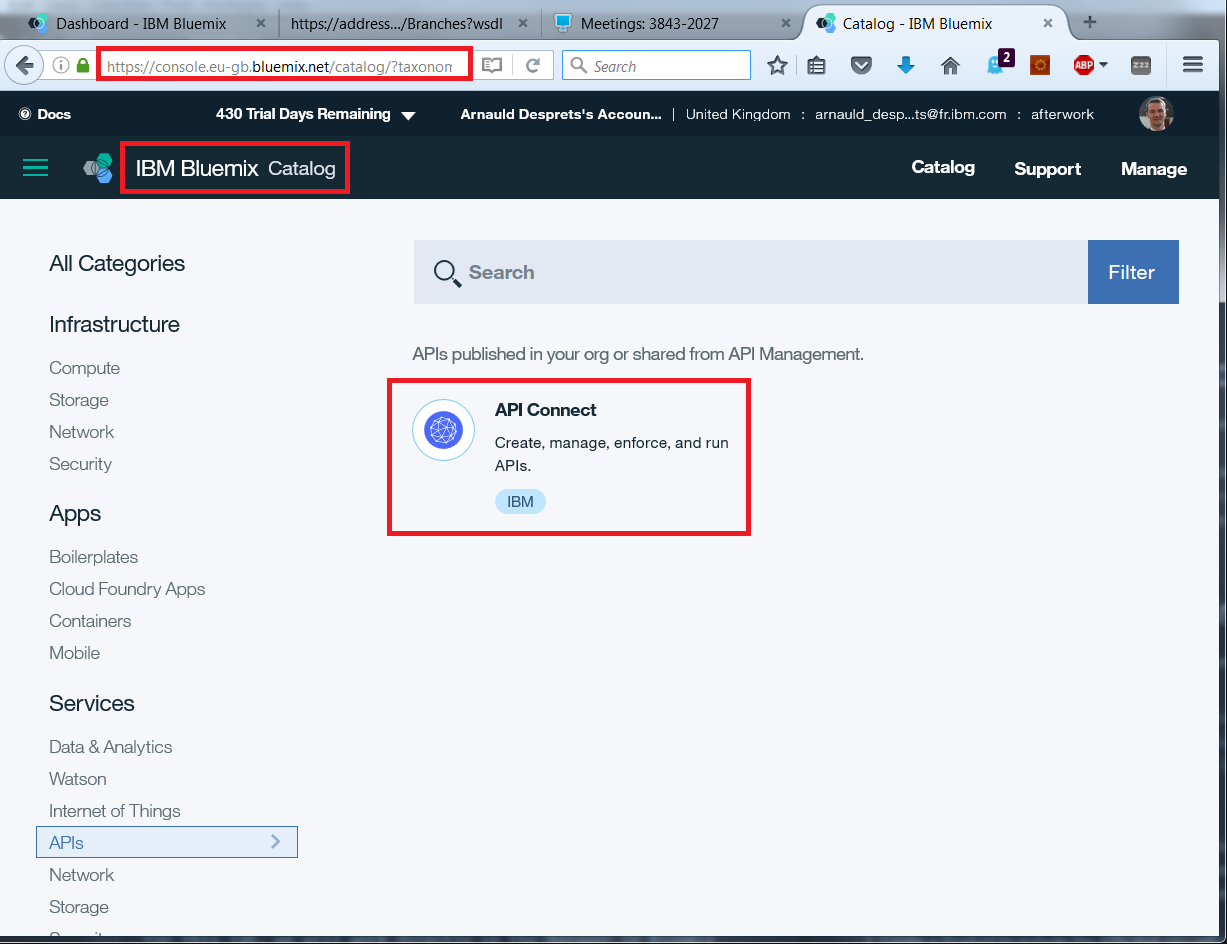 Dashboard - IBM Bluemix
https://address.../Branches?wsdl
Meetings: 3843-2027
Catalog - IBM Bluemix
https://console.eu-gb.bluemix.net/catalog/?taxonom
Search
2
ABP
zzz
Docs
430 Trial Days Remaining
Arnauld Desprets's Accoun... | United Kingdom : arnauld_desp...ts@fr.ibm.com : afterwork
IBM Bluemix Catalog
Catalog
Support
Manage
All Categories
Infrastructure
Compute
Storage
Network
Security
Apps
Boilerplates
Cloud Foundry Apps
Containers
Mobile
Services
Data & Analytics
Watson
Internet of Things
APIs
Network
Storage
Search
Filter
APIs published in your org or shared from API Management.
API Connect
Create, manage, enforce, and run
APIs.
IBM